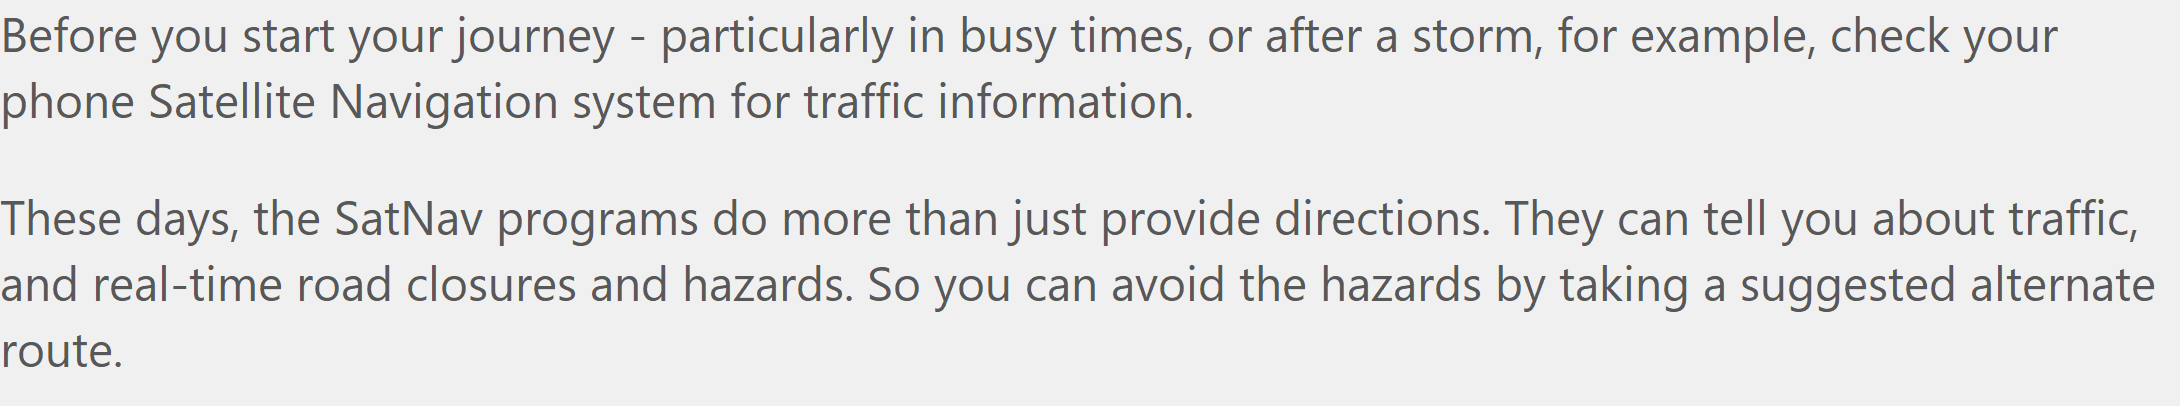 Before you start your journey - particularly in busy times, or after a storm, for example, check your
phone Satellite Navigation system for traffic information.
These days, the SatNav programs do more than just provide directions. They can tell you about traffic,
and real-time road closures and hazards. So you can avoid the hazards by taking a suggested alternate
route.